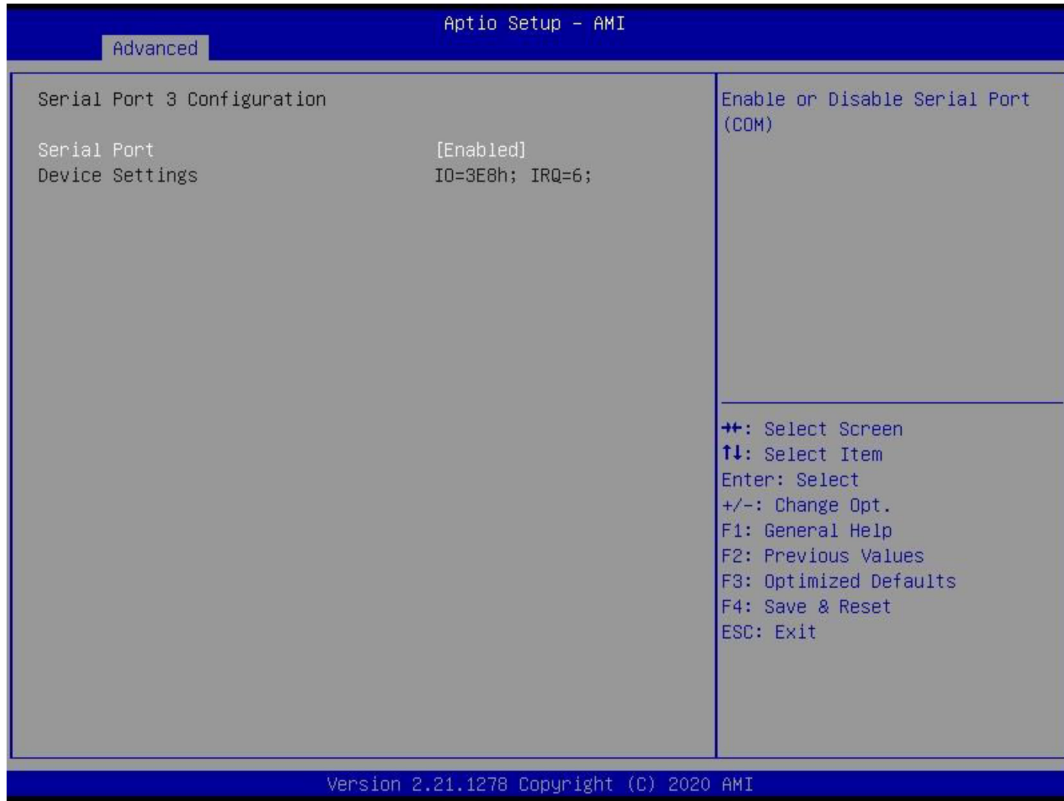 Aptio Setup – AMI
Advanced
Serial Port 3 Configuration
Serial Port [Enabled]
Device Settings IO=3E8h; IRQ=6;
Enable or Disable Serial Port
(COM)
→←: Select Screen
↑↓: Select Item
Enter: Select
+/-: Change Opt.
F1: General Help
F2: Previous Values
F3: Optimized Defaults
F4: Save & Reset
ESC: Exit
Version 2.21.1278 Copyright (C) 2020 AMI